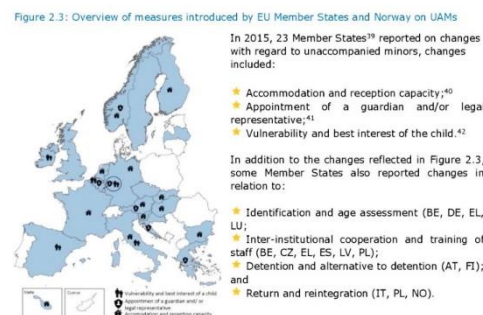 Figure 2.3: Overview of measures introduced by EU Member States and Norway on UAMs
In 2015, 23 Member States39 reported on changes
with regard to unaccompanied minors, changes
included:
Accommodation and reception capacity;40
Appointment of a guardian and/or legal
representative;41
Vulnerability and best interest of the child.42
In addition to the changes reflected in Figure 2.3,
some Member States also reported changes in
relation to:
Identification and age assessment (BE, DE, EL,
LU;
Inter-institutional cooperation and training of
staff (BE, CZ, EL, ES, LV, PL);
Detention and alternative to detention (AT, FI);
and
Return and reintegration (IT, PL, NO).
Malta
Cyprus
Vulnerability and best interest of a child
Appointment of a guardian and/ or
legal representative
Accommodation and reception capacity